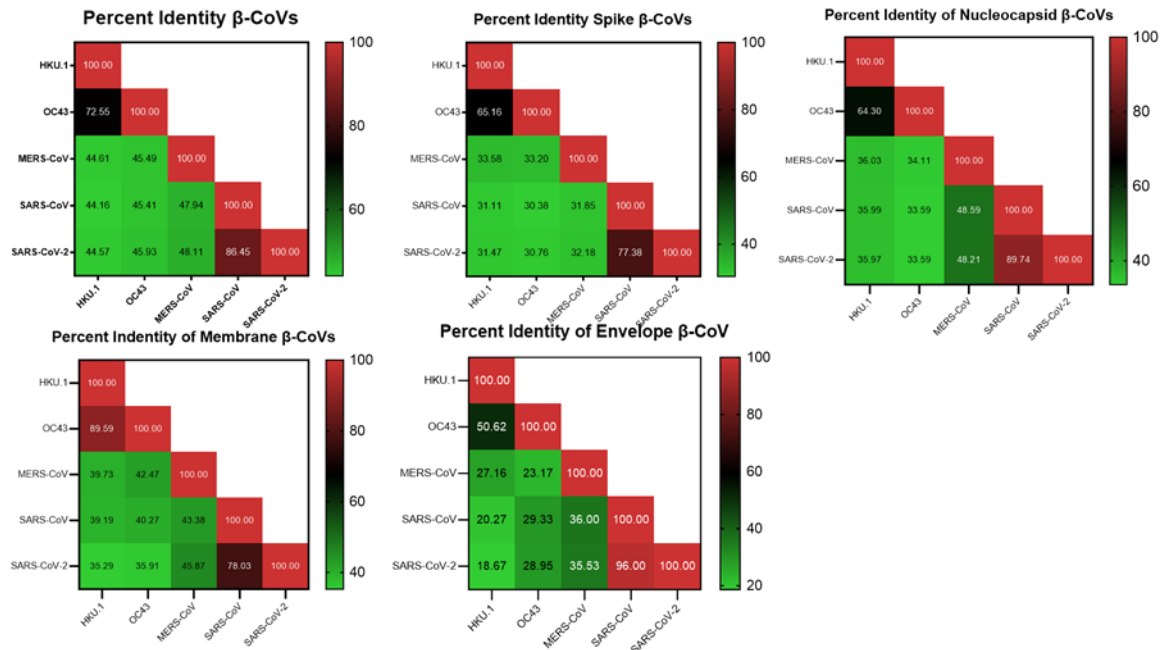 Percent Identity β-CoVs
HKU.1
100.00
OC43
72.55 100.00
MERS-CoV
44.61 45.49 100.00
SARS-CoV
44.16 45.41 47.94 100.00
SARS-CoV-2
44.57 45.93 48.11 86.45 100.00
HKU.1 OC43 MERS-CoV SARS-CoV SARS-CoV-2
100
80
60
Percent Identity Spike β-CoVs
HKU.1
100.00
OC43
65.16 100.00
MERS-CoV
33.58 33.20 100.00
SARS-CoV
31.11 30.38 31.85 100.00
SARS-CoV-2
31.47 30.76 32.18 77.38 100.00
HKU.1 OC43 MERS-CoV SARS-CoV SARS-CoV-2
100
80
60
40
Percent Identity of Nucleocapsid β-CoVs
HKU.1
100.00
OC43
64.30 100.00
MERS-CoV
36.03 34.11 100.00
SARS-CoV
35.99 33.59 48.59 100.00
SARS-CoV-2
35.97 33.59 48.21 89.74 100.00
HKU.1 OC43 MERS-CoV SARS-CoV SARS-CoV-2
100
80
60
40
Percent Indentity of Membrane β-CoVs
HKU.1
100.00
OC43
89.59 100.00
MERS-CoV
39.73 42.47 100.00
SARS-CoV
39.19 40.27 43.38 100.00
SARS-CoV-2
35.29 35.91 45.87 78.03 100.00
HKU.1 OC43 MERS-CoV SARS-CoV SARS-CoV-2
100
80
60
40
Percent Identity of Envelope β-CoV
HKU.1
100.00
OC43
50.62 100.00
MERS-CoV
27.16 23.17 100.00
SARS-CoV
20.27 29.33 36.00 100.00
SARS-CoV-2
18.67 28.95 35.53 96.00 100.00
HKU.1 OC43 MERS-CoV SARS-CoV SARS-CoV-2
100
80
60
40
20